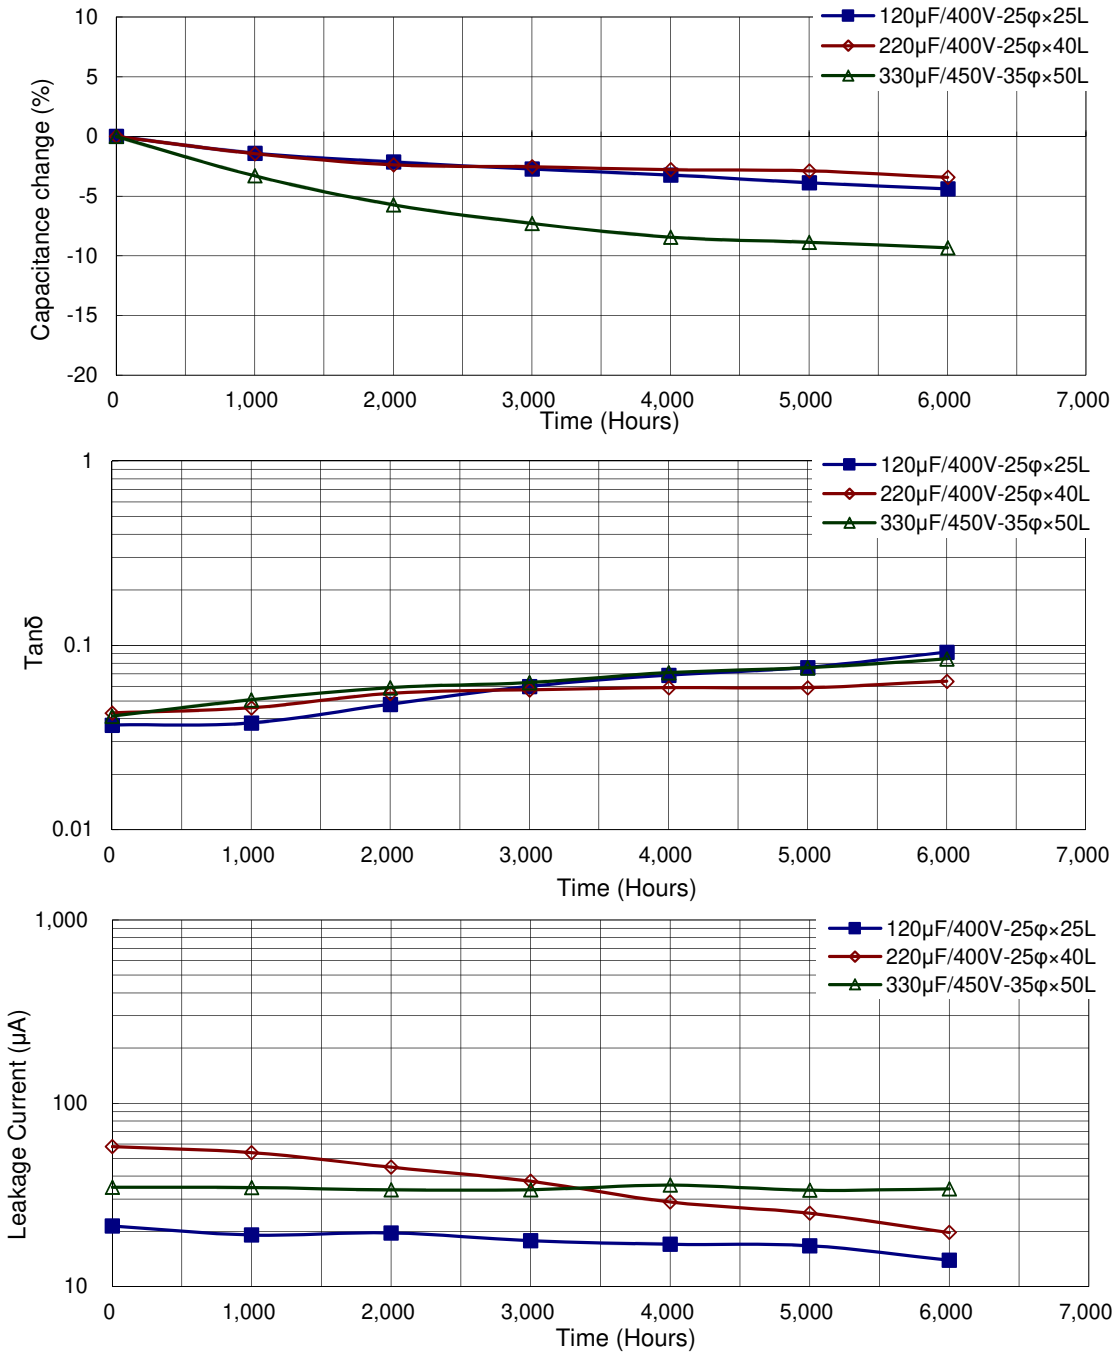 120μF/400V-25φ×25L
220μF/400V-25φ×40L
330μF/450V-35φ×50L
Capacitance change (%)
10
5
0
-5
-10
-15
-20
0 1,000 2,000 3,000 4,000 5,000 6,000 7,000
Time (Hours)
120μF/400V-25φ×25L
220μF/400V-25φ×40L
330μF/450V-35φ×50L
Tanδ
1
0.1
0.01
0 1,000 2,000 3,000 4,000 5,000 6,000 7,000
Time (Hours)
120μF/400V-25φ×25L
220μF/400V-25φ×40L
330μF/450V-35φ×50L
Leakage Current (μA)
1,000
100
10
0 1,000 2,000 3,000 4,000 5,000 6,000 7,000
Time (Hours)